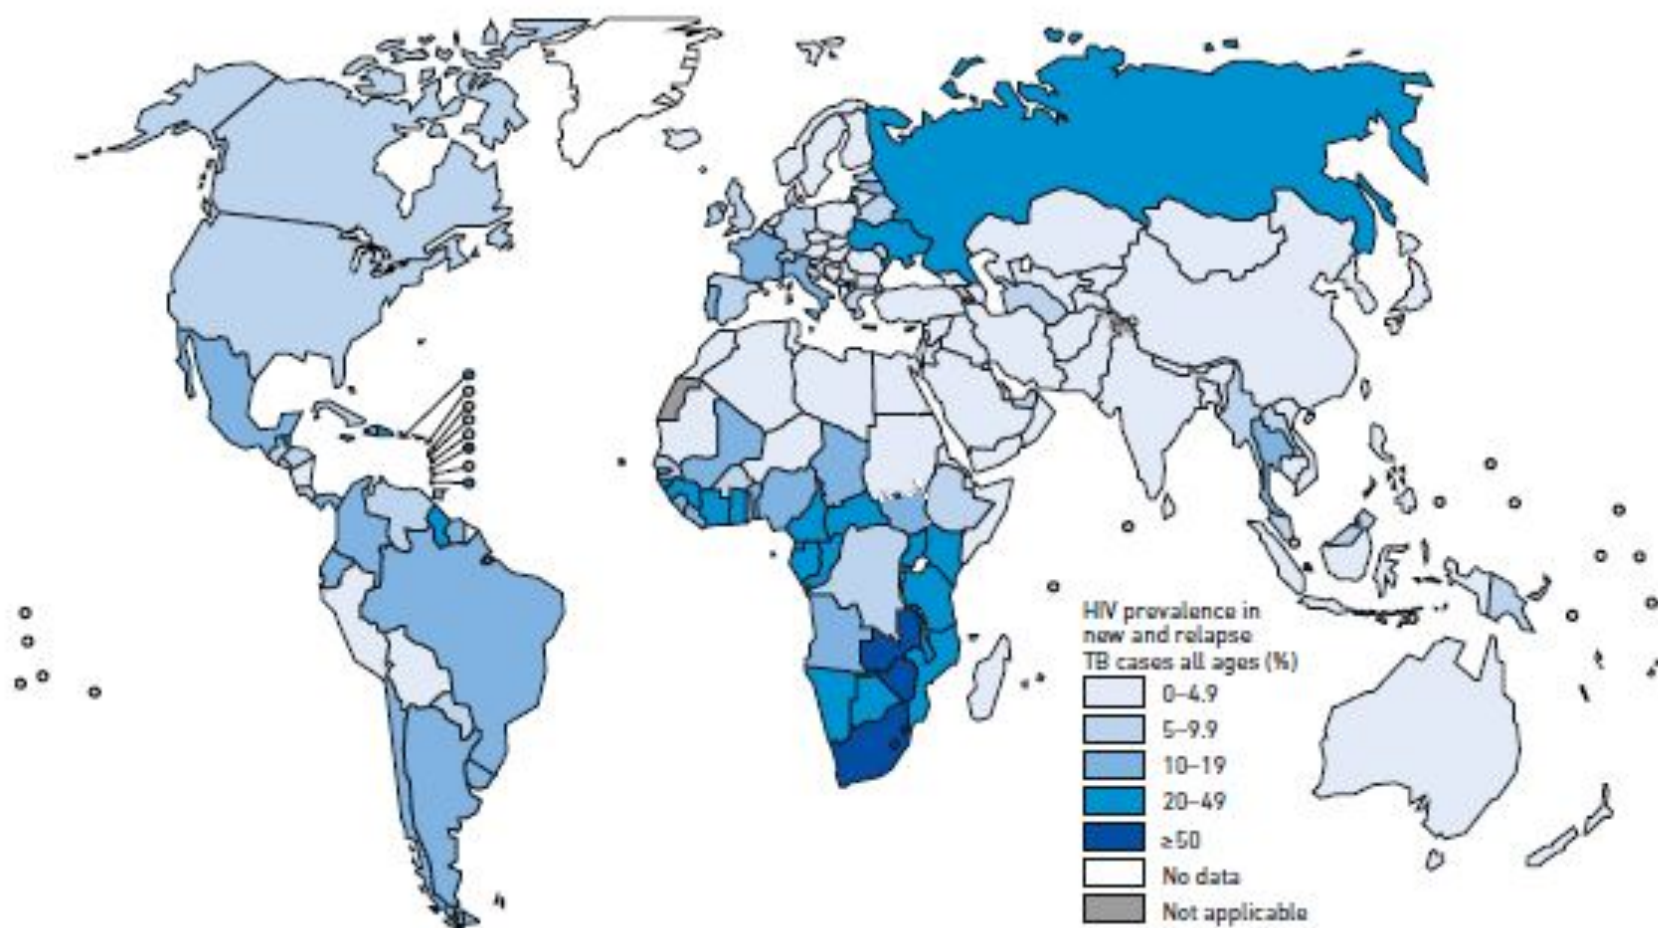 HIV prevalence in
new and relapse
TB cases all ages (%)
0–4.9
5–9.9
10–19
20–49
≥50
No data
Not applicable